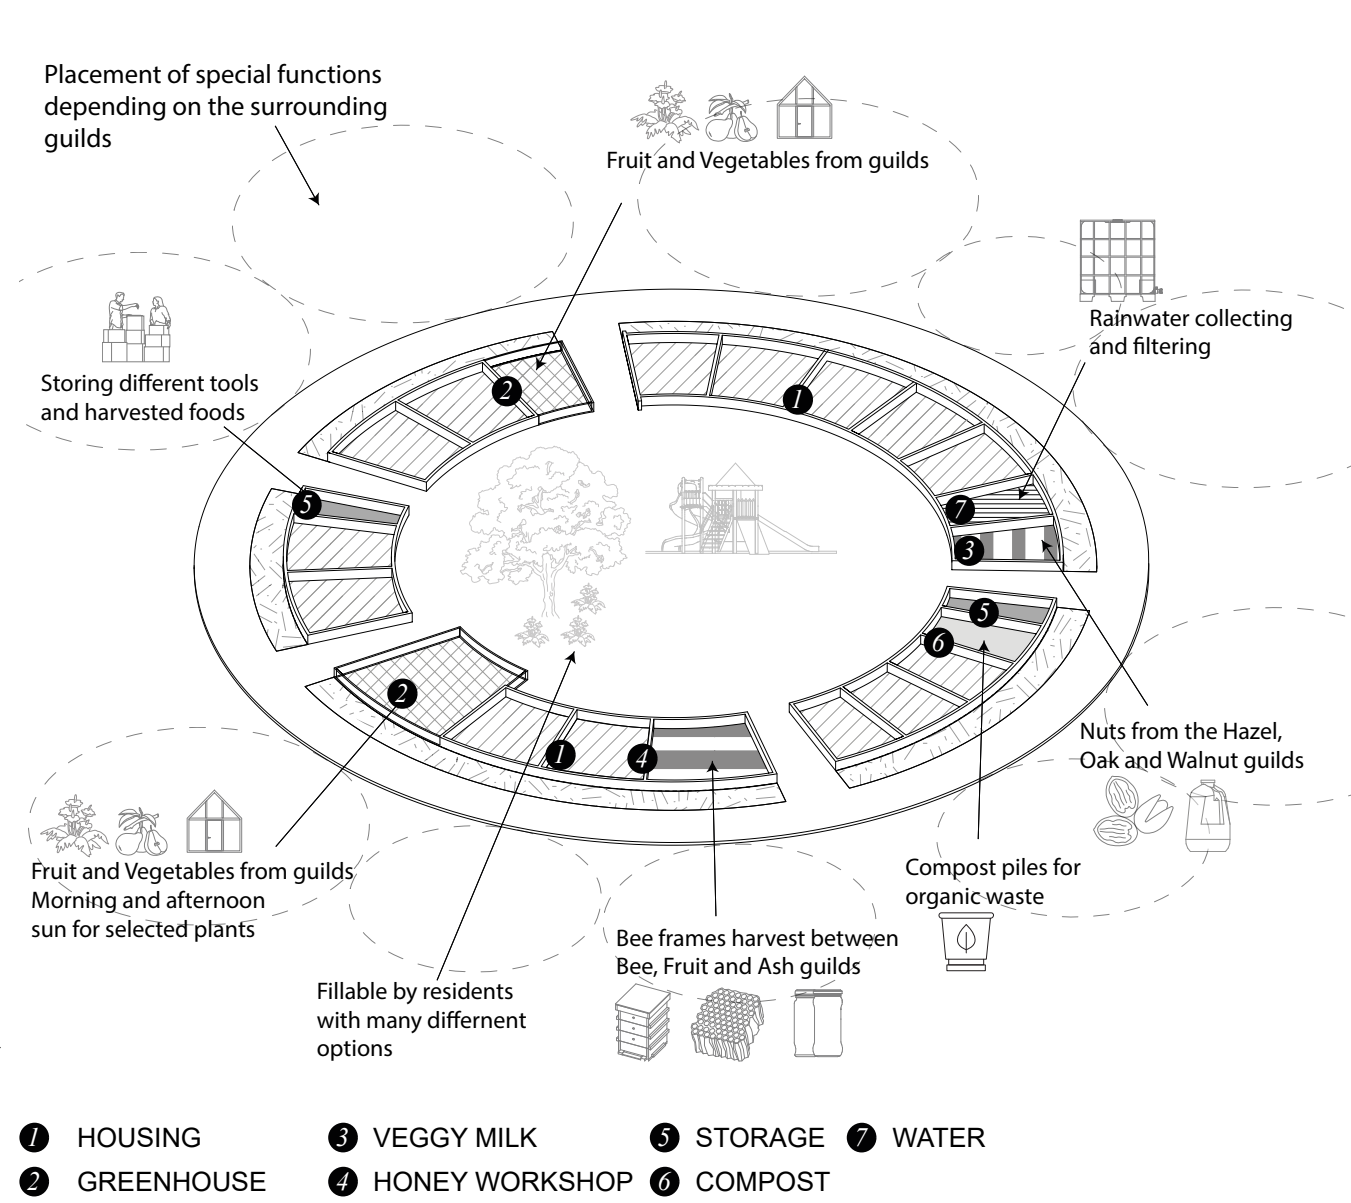 Placement of special functions
depending on the surrounding
guilds
Fruit and Vegetables from guilds
Rainwater collecting
and filtering
Storing different tools
and harvested foods
2
1
5
7
3
5
6
2
1
4
Nuts from the Hazel,
Oak and Walnut guilds
Fruit and Vegetables from guilds
Morning and afternoon
sun for selected plants
Compost piles for
organic waste
Bee frames harvest between
Bee, Fruit and Ash guilds
Fillable by residents
with many differnent
options
1 HOUSING
3 VEGGY MILK
5 STORAGE
7 WATER
2 GREENHOUSE
4 HONEY WORKSHOP
6 COMPOST